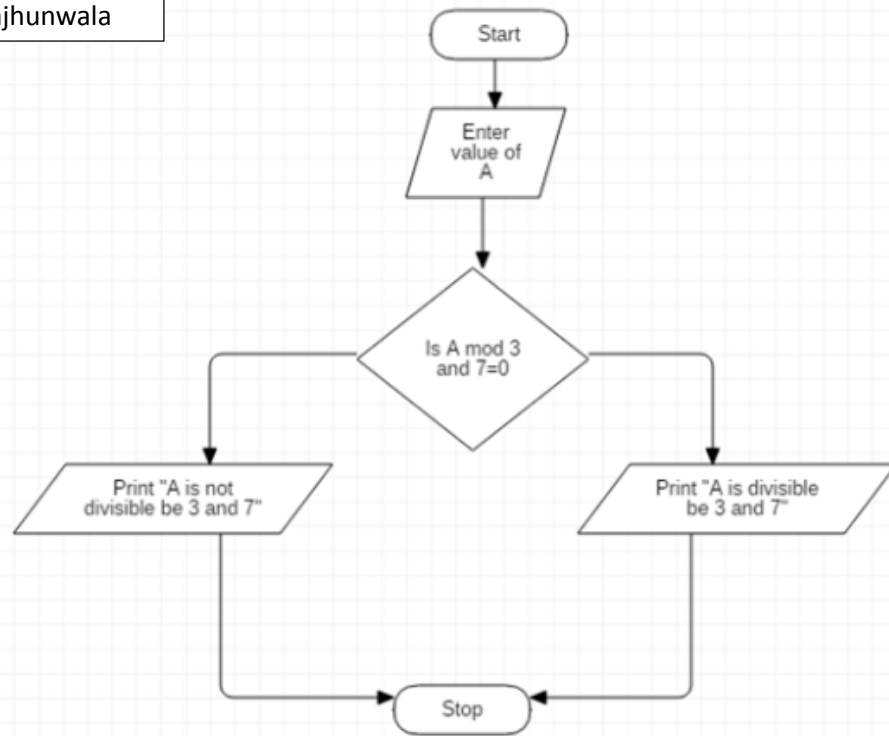 Start
Enter
value of
A
Is A mod 3
and 7=0
Print "A is not
divisible be 3 and 7"
Print "A is divisible
be 3 and 7"
Stop